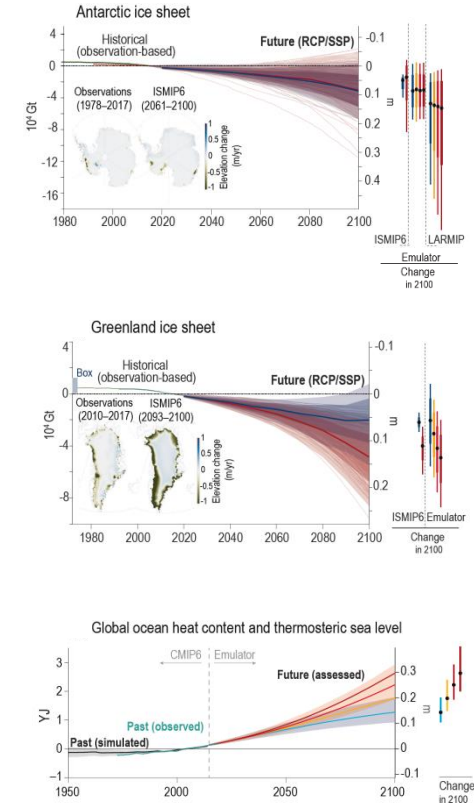 Antarctic ice sheet
4
0
-4
-8
-12
-16
10⁴ Gt
Historical
(observation-based)
Future (RCP/SSP)
Observations
(1978–2017)
ISMIP6
(2061–2100)
1
0.5
0
-0.5
-1
Elevation change
(m/yr)
-0.1
0
0.1
0.2
0.3
0.4
m
1980 2000 2020 2040 2060 2080 2100
ISMIP6 LARMIP
Emulator
Change
in 2100
Greenland ice sheet
4
0
-4
-8
10⁴ Gt
Box
Historical
(observation-based)
Future (RCP/SSP)
Observations
(2010–2017)
ISMIP6
(2093–2100)
1
0.5
0
-0.5
-1
Elevation change
(m/yr)
-0.1
0
0.1
0.2
m
1980 2000 2020 2040 2060 2080 2100
ISMIP6 Emulator
Change
in 2100
Global ocean heat content and thermosteric sea level
3
2
1
0
−1
YJ
CMIP6 Emulator
Future (assessed)
Past (observed)
Past (simulated)
0.3
0.2
0.1
0
-0.1
m
1950 2000 2050 2100
Change
in 2100